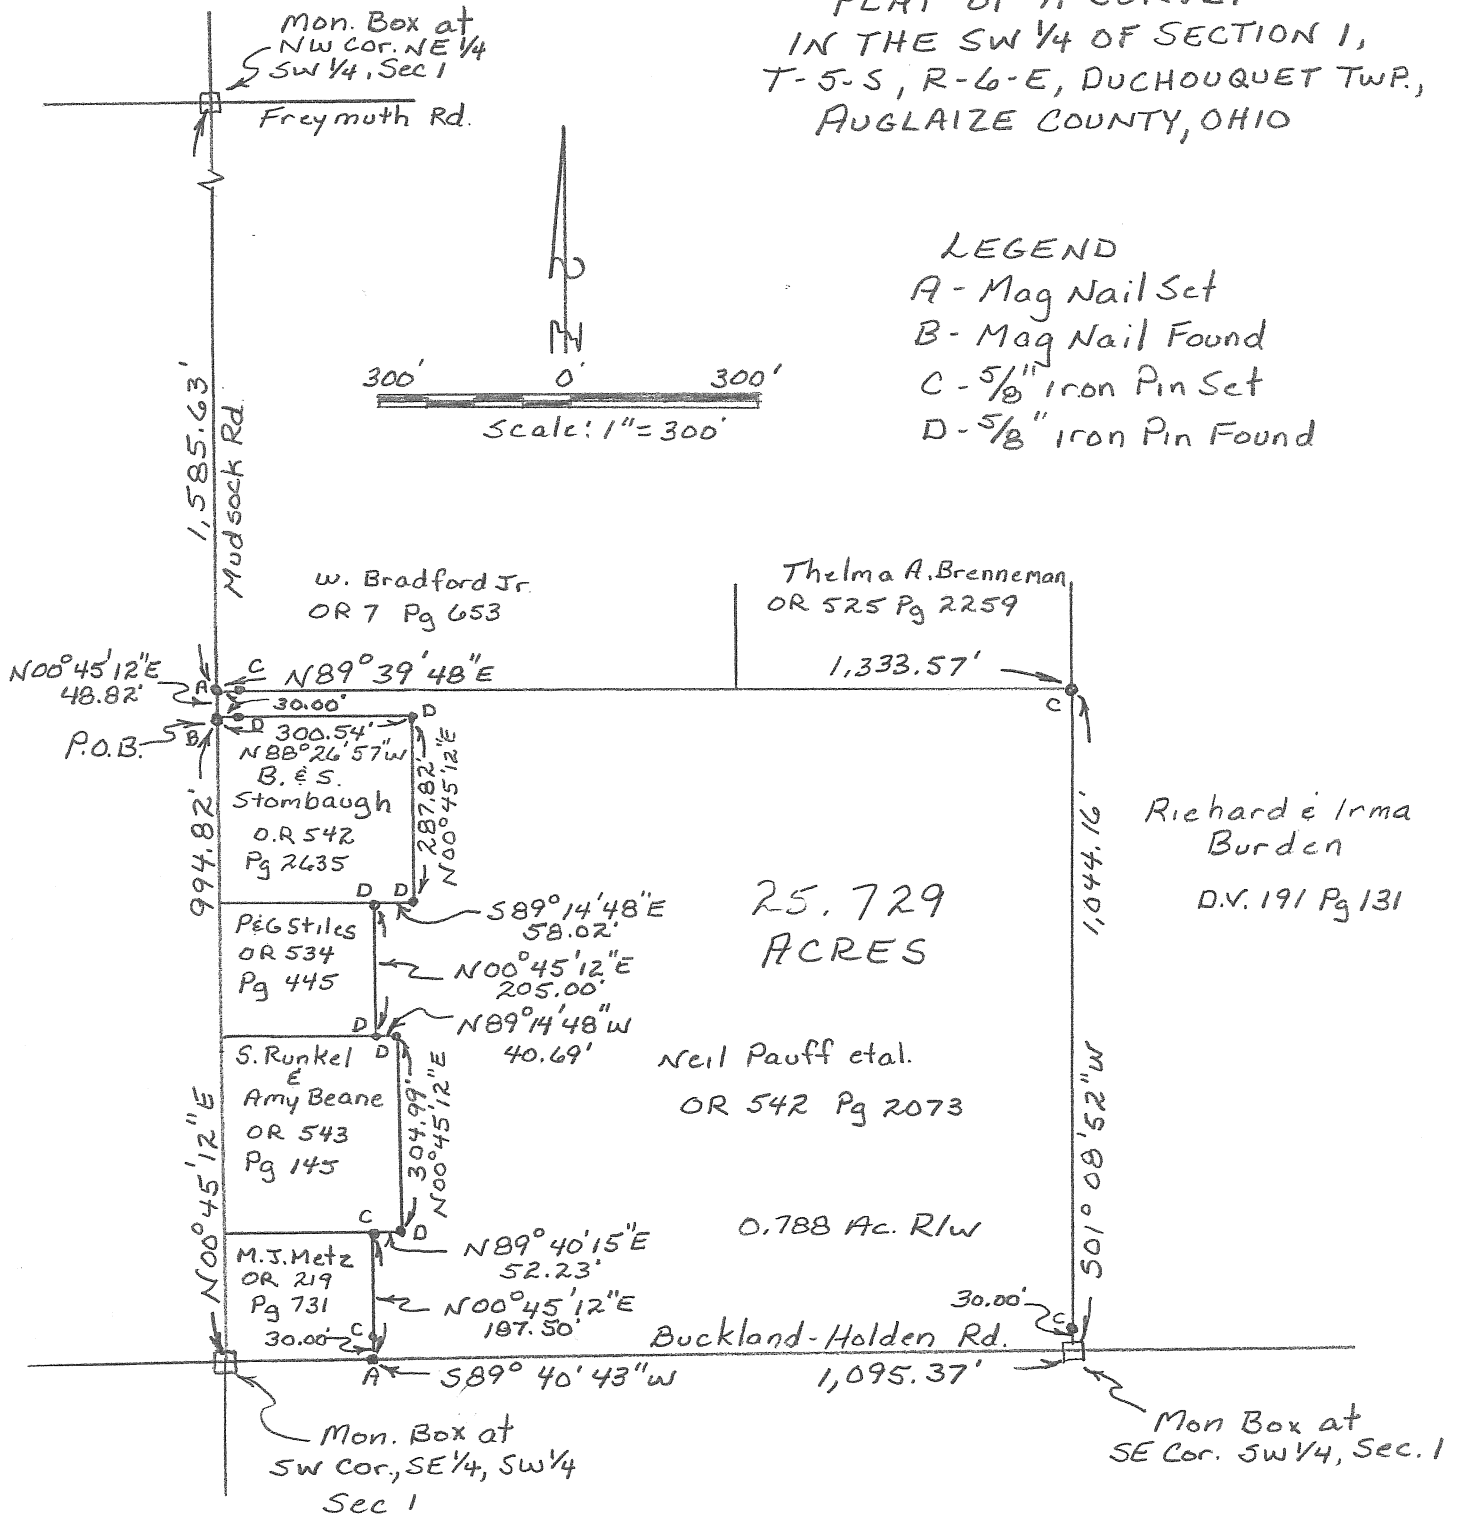 PLAT OF A SURVEY
IN THE SW 1/4 OF SECTION 1,
T-5-S, R-6-E, DUCHOUQUET TWP.,
AUGLAIZE COUNTY, OHIO
Mon. Box at
NW Cor. NE 1/4
SW 1/4, Sec 1
Freymuth Rd.
N
300' 0' 300'
Scale: 1"=300'
LEGEND
A - Mag Nail Set
B - Mag Nail Found
C - 5/8" iron Pin Set
D - 5/8" iron Pin Found
1,585.63'
Mudsock Rd
W. Bradford Jr.
OR 7 Pg 653
Thelma A. Brenneman
OR 525 Pg 2259
N00°45'12"E
48.82'
A
C
N89°39'48"E
1,333.57'
C
30.00'
P.O.B.
B
D
300.54'
D
N88°26'57"W
B. & S.
Stombaugh
O.R 542
Pg 2635
287.82'
N00°45'12"E
994.82'
N00°45'12"E
D D
S89°14'48"E
58.02'
P&G Stiles
OR 534
Pg 445
N00°45'12"E
205.00'
D
N89°14'48"W
40.69'
D
S. Runkel
&
Amy Beane
OR 543
Pg 145
304.99'
N00°45'12"E
25.729
ACRES
Neil Pauff etal.
OR 542 Pg 2073
0.788 Ac. R/W
1,044.16'
S01°08'52"W
Richard & Irma
Burden
D.V. 191 Pg 131
C
D
N89°40'15"E
52.23'
M.J. Metz
OR 219
Pg 731
N00°45'12"E
187.50'
30.00'
C
30.00'
C
Buckland-Holden Rd.
A
S89°40'43"W
1,095.37'
Mon. Box at
SW Cor., SE 1/4, SW 1/4
Sec 1
Mon Box at
SE Cor. SW 1/4, Sec. 1